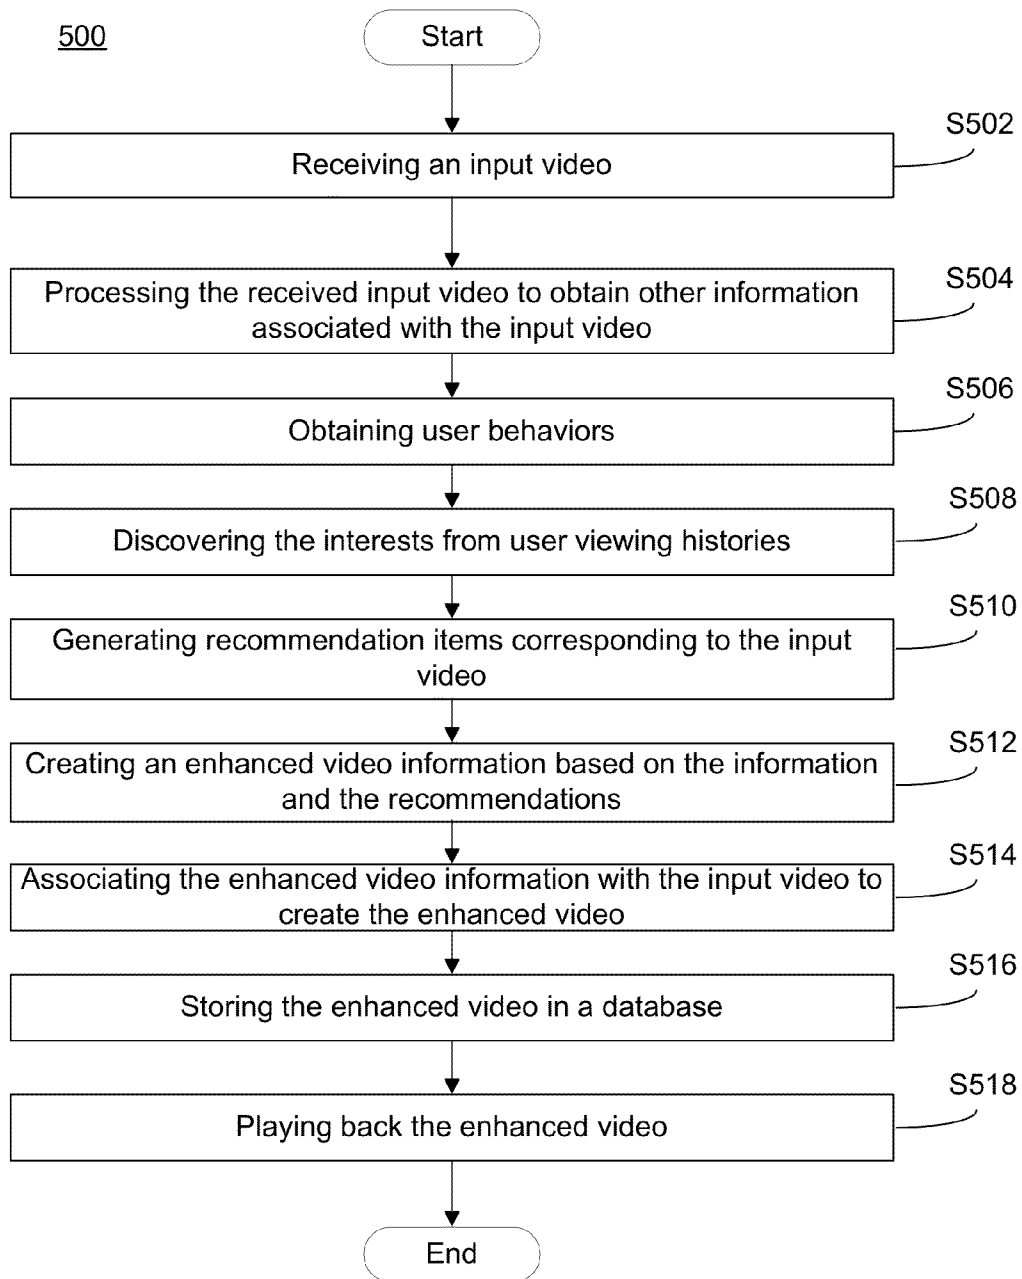 500
Start
S502
Receiving an input video
S504
Processing the received input video to obtain other information
associated with the input video
S506
Obtaining user behaviors
S508
Discovering the interests from user viewing histories
S510
Generating recommendation items corresponding to the input
video
S512
Creating an enhanced video information based on the information
and the recommendations
S514
Associating the enhanced video information with the input video to
create the enhanced video
S516
Storing the enhanced video in a database
S518
Playing back the enhanced video
End